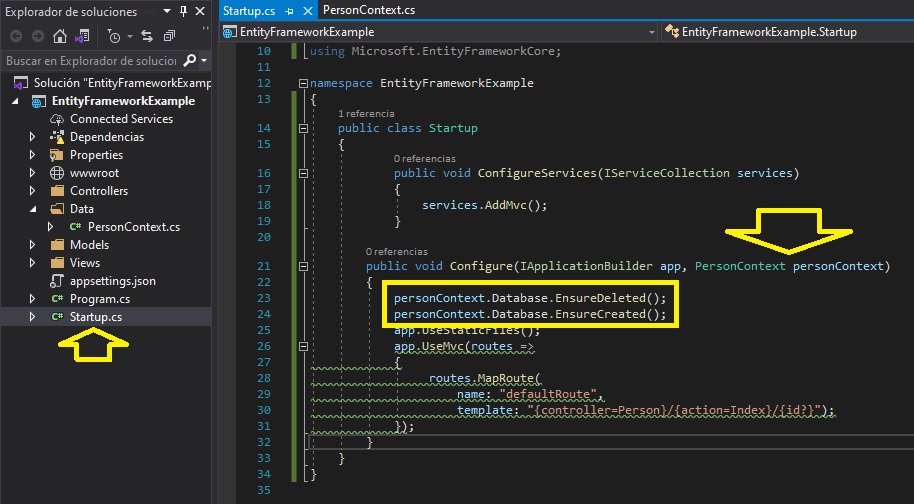 Explorador de soluciones
Buscar en Explorador de solucion
Solución "EntityFrameworkExamp
EntityFrameworkExample
Connected Services
Dependencias
Properties
wwwroot
Controllers
Data
C# PersonContext.cs
Models
Views
appsettings.json
C# Program.cs
C# Startup.cs
Startup.cs
PersonContext.cs
EntityFrameworkExample
EntityFrameworkExample.Startup
10 using Microsoft.EntityFrameworkCore;
11
12 namespace EntityFrameworkExample
13 {
1 referencia
14 public class Startup
15 {
0 referencias
16 public void ConfigureServices(IServiceCollection services)
17 {
18 services.AddMvc();
19 }
20
0 referencias
21 public void Configure(IApplicationBuilder app, PersonContext personContext)
22 {
23 personContext.Database.EnsureDeleted();
24 personContext.Database.EnsureCreated();
25 app.UseStaticFiles();
26 app.UseMvc(routes =>
27 {
28 routes.MapRoute(
29 name: "defaultRoute",
30 template: "{controller=Person}/{action=Index}/{id?}");
31 });
32 }
33 }
34 }
35